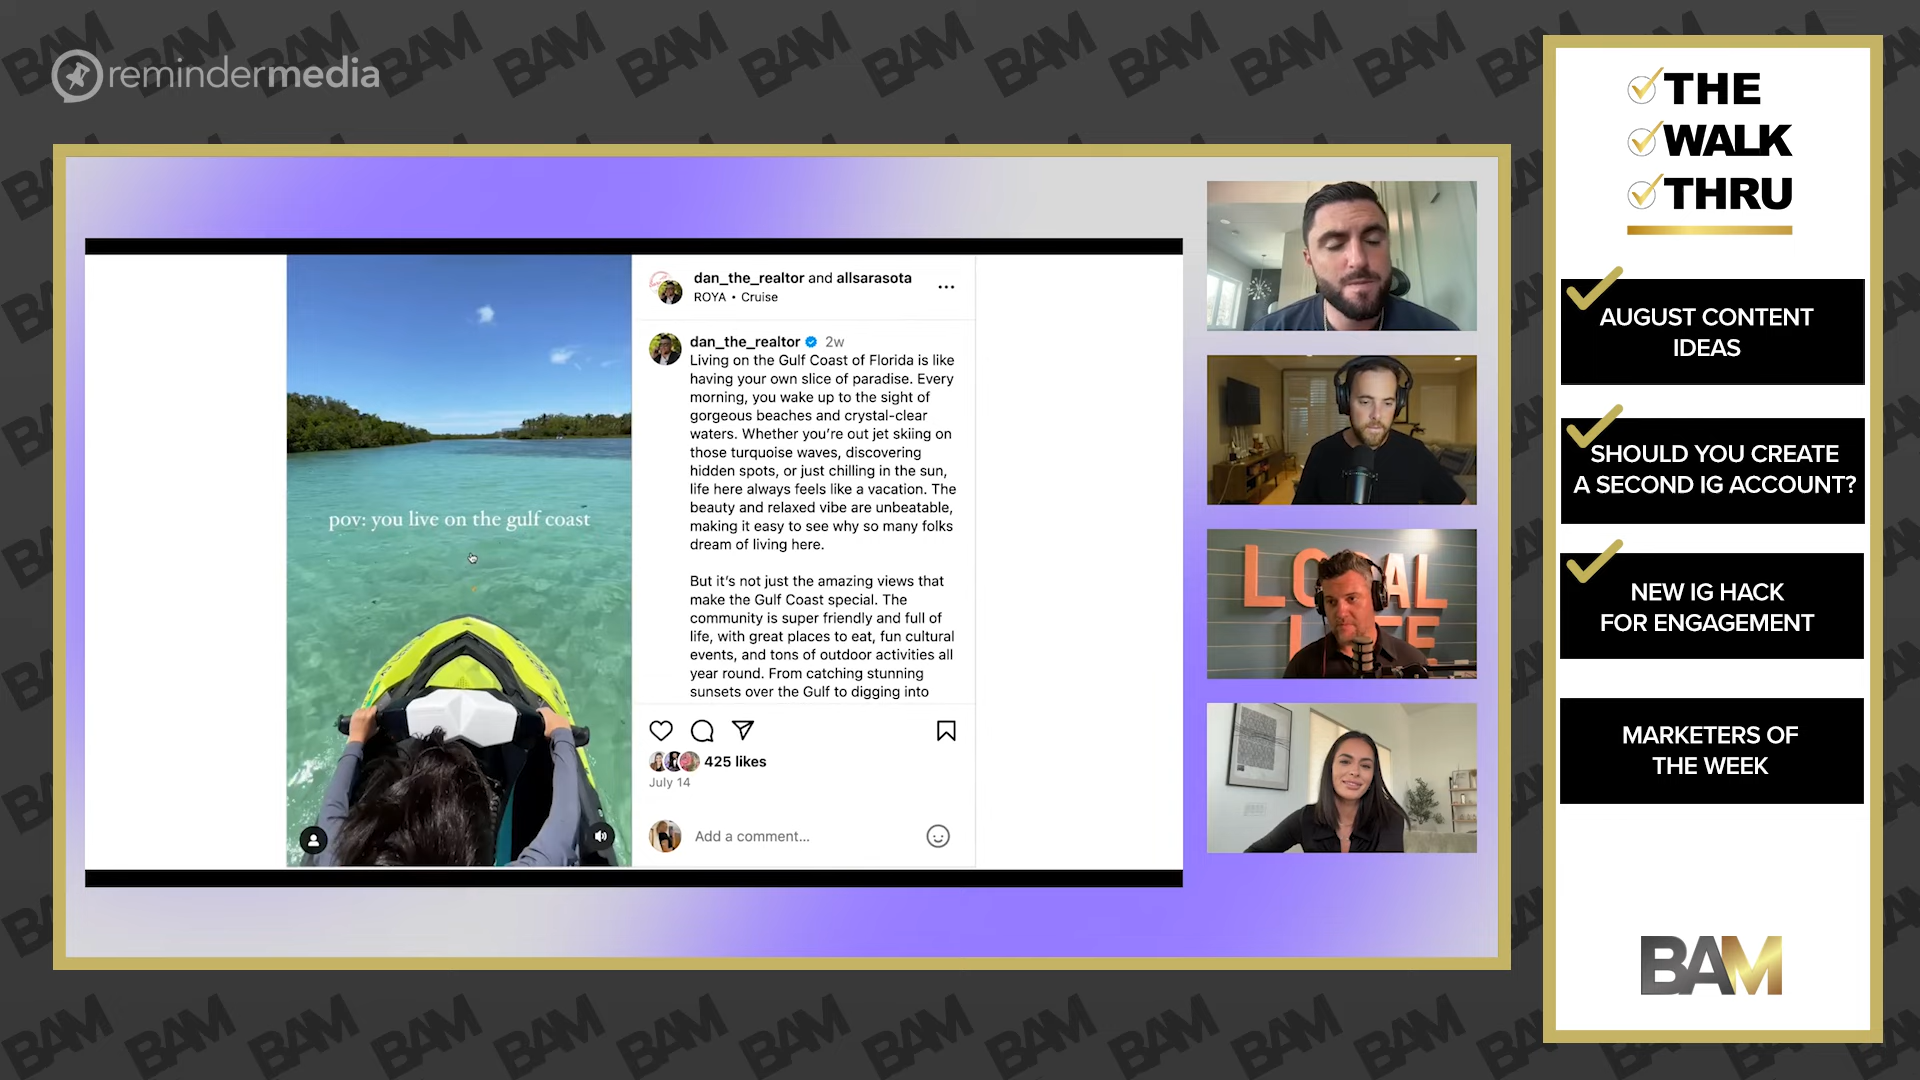 remindermedia
dan_the_realtor and allsarasota
ROYA • Cruise
dan_the_realtor 2w
Living on the Gulf Coast of Florida is like
having your own slice of paradise. Every
morning, you wake up to the sight of
gorgeous beaches and crystal-clear
waters. Whether you’re out jet skiing on
those turquoise waves, discovering
hidden spots, or just chilling in the sun,
life here always feels like a vacation. The
beauty and relaxed vibe are unbeatable,
making it easy to see why so many folks
dream of living here.
But it’s not just the amazing views that
make the Gulf Coast special. The
community is super friendly and full of
life, with great places to eat, fun cultural
events, and tons of outdoor activities all
year round. From catching stunning
sunsets over the Gulf to digging into
425 likes
July 14
Add a comment...
pov: you live on the gulf coast
LOCAL
LIFE
THE
WALK
THRU
AUGUST CONTENT
IDEAS
SHOULD YOU CREATE
A SECOND IG ACCOUNT?
NEW IG HACK
FOR ENGAGEMENT
MARKETERS OF
THE WEEK
BAM